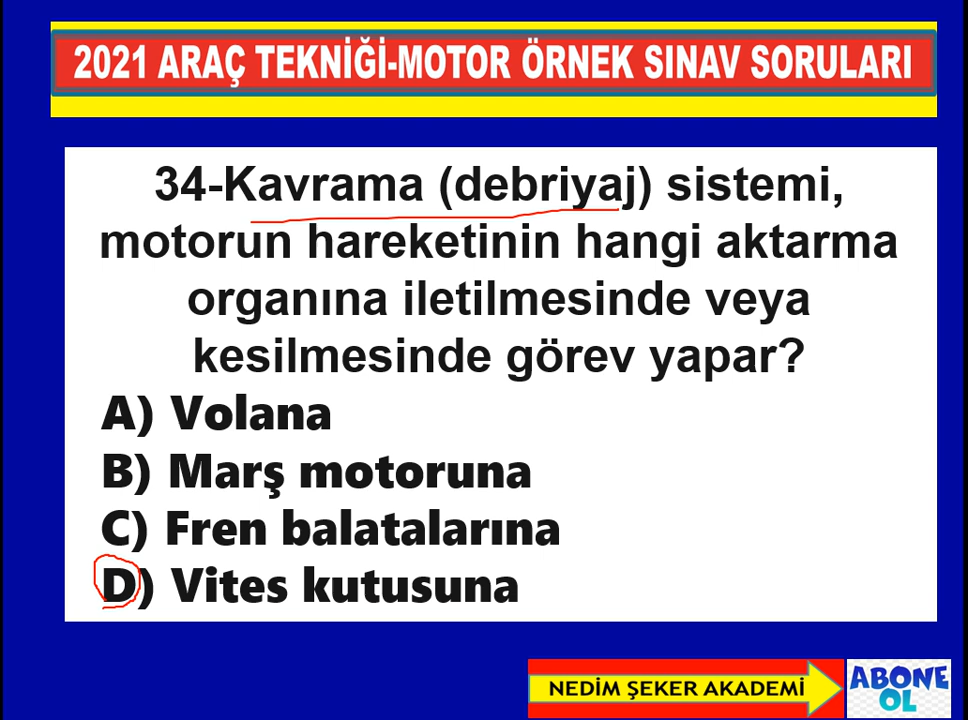 2021 ARAÇ TEKNİĞİ-MOTOR ÖRNEK SINAV SORULARI
34-Kavrama (debriyaj) sistemi,
motorun hareketinin hangi aktarma
organına iletilmesinde veya
kesilmesinde görev yapar?
A) Volana
B) Marş motoruna
C) Fren balatalarına
D) Vites kutusuna
NEDİM ŞEKER AKADEMİ
ABONE
OL